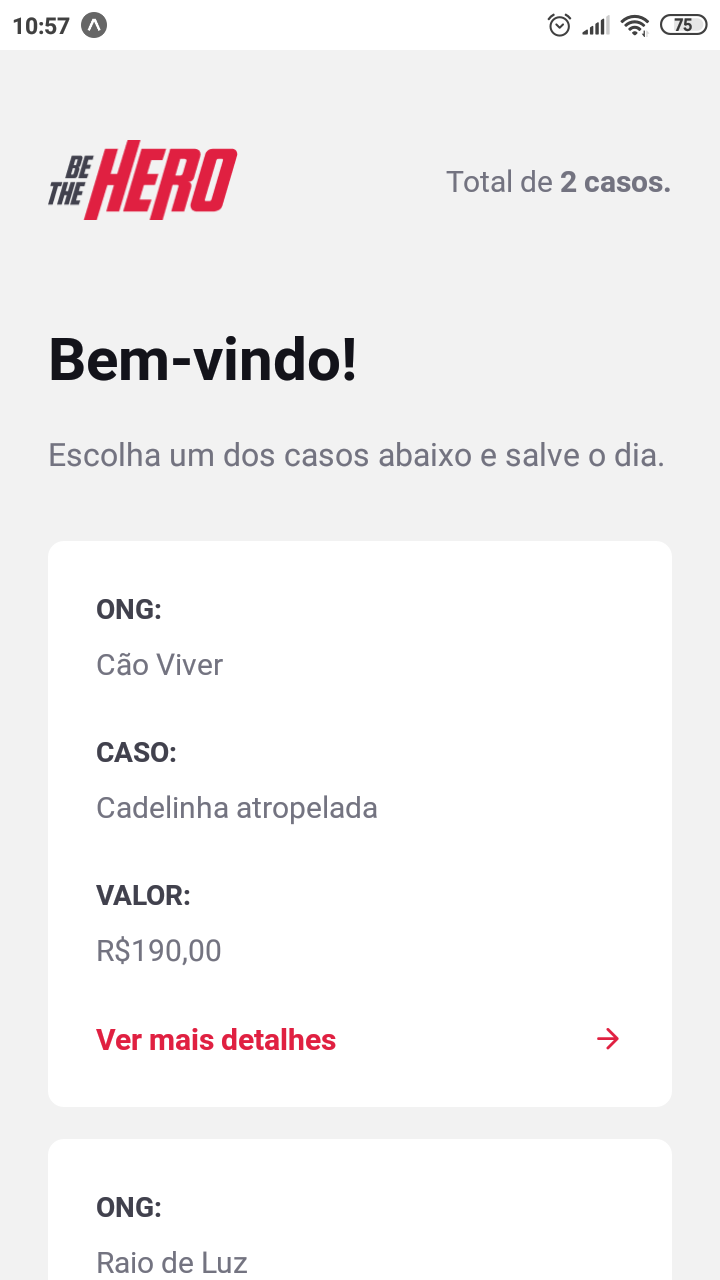 10:57
75
BE
THE HERO
Total de 2 casos.
Bem-vindo!
Escolha um dos casos abaixo e salve o dia.
ONG:
Cão Viver
CASO:
Cadelinha atropelada
VALOR:
R$190,00
Ver mais detalhes
ONG:
Raio de Luz